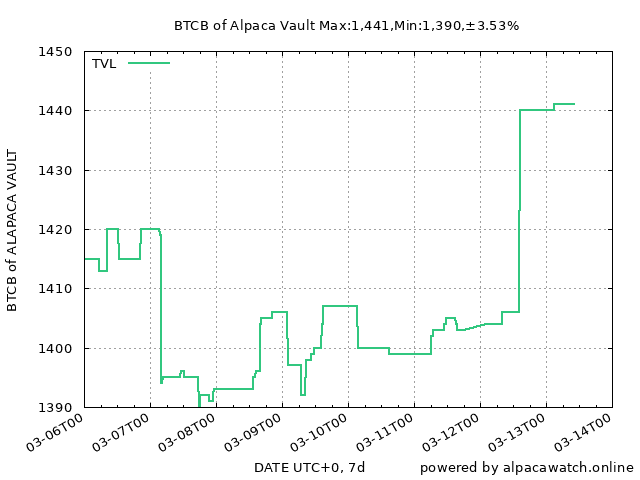 BTCB of Alpaca Vault Max:1,441,Min:1,390,±3.53%
TVL
1450
1440
1430
1420
1410
1400
1390
BTCB of ALAPACA VAULT
03-06T00
03-07T00
03-08T00
03-09T00
03-10T00
03-11T00
03-12T00
03-13T00
03-14T00
DATE UTC+0, 7d
powered by alpacawatch.online